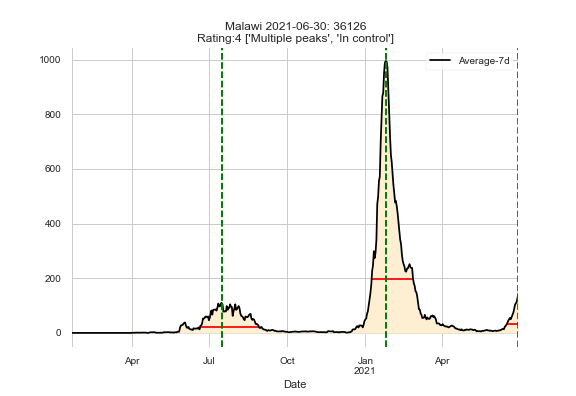 Malawi 2021-06-30: 36126
Rating:4 ['Multiple peaks', 'In control']
Average-7d
1000
800
600
400
200
0
Apr
Jul
Oct
Jan
2021
Apr
Date